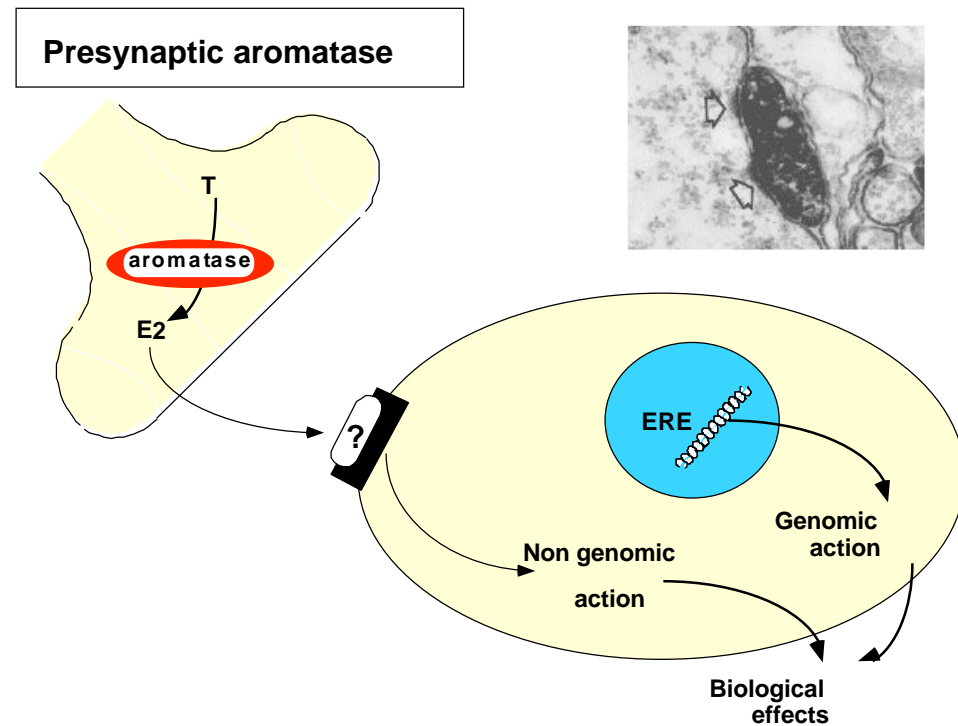 Presynaptic aromatase
T
aromatase
E2
?
ERE
Genomic
action
Non genomic
action
Biological
effects